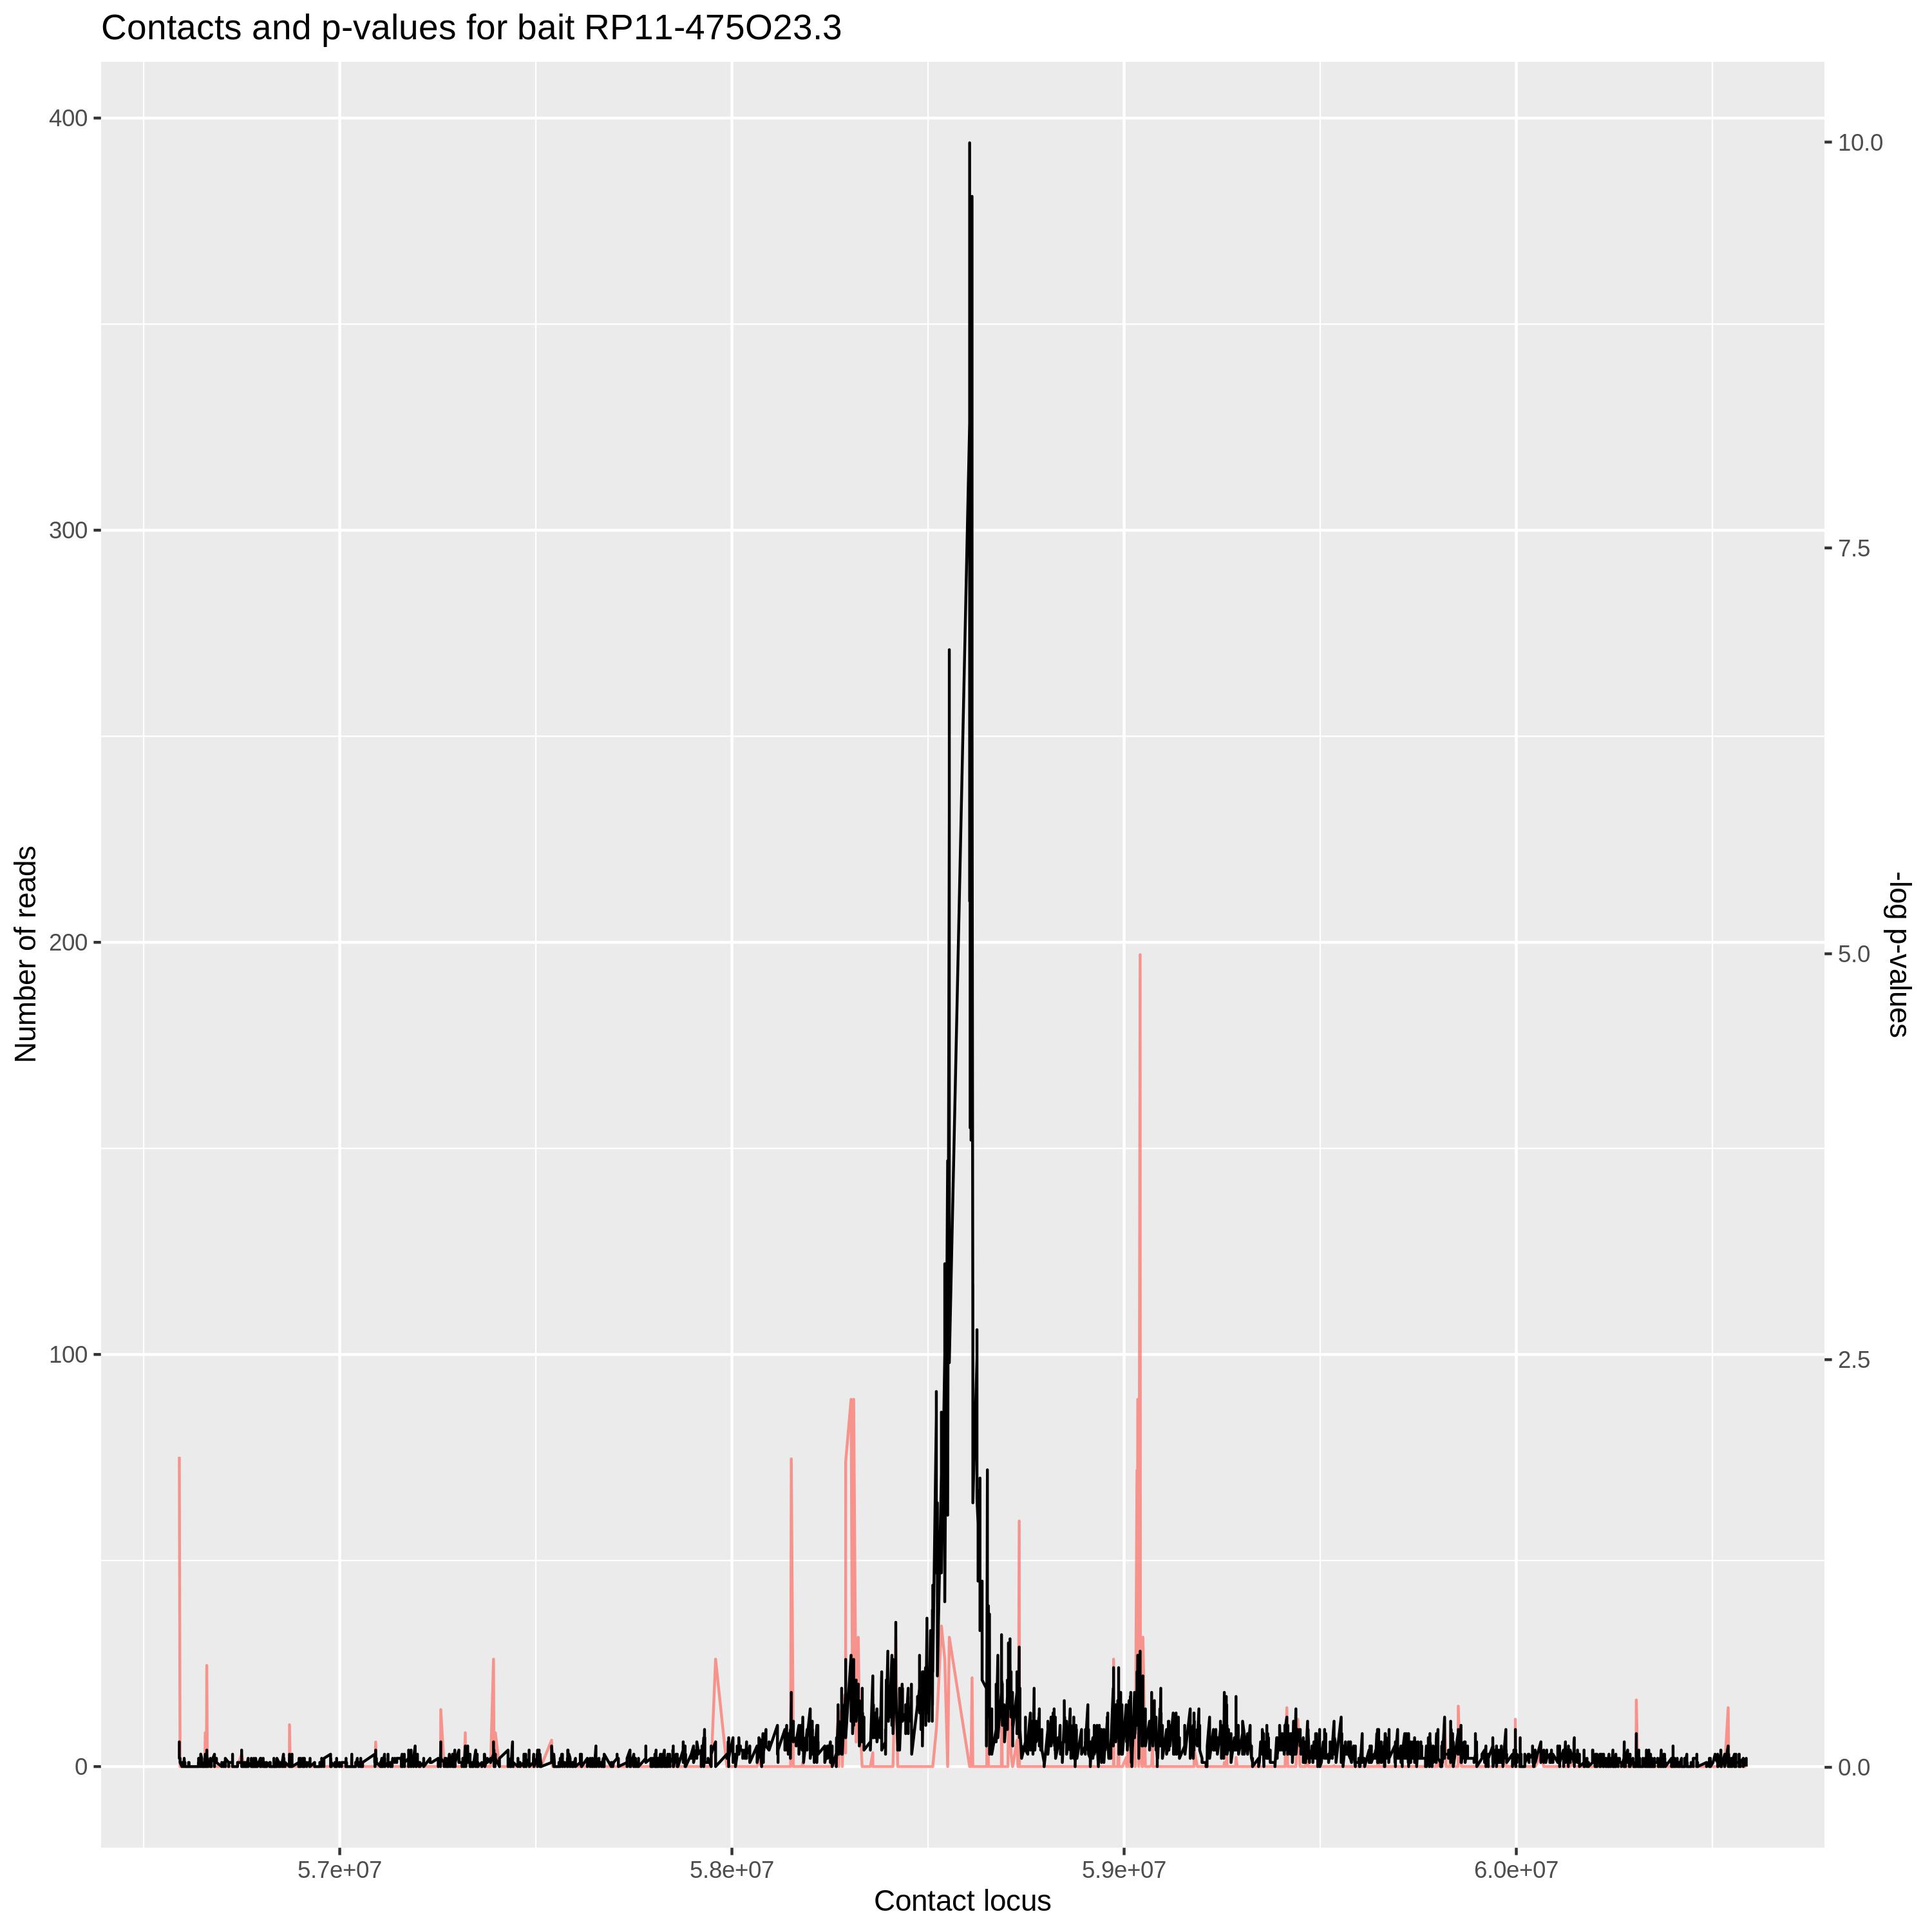 Contacts and p-values for bait RP11-475O23.3
400
300
200
100
0
Number of reads
10.0
7.5
5.0
2.5
0.0
-log p-values
5.7e+07
5.8e+07
5.9e+07
6.0e+07
Contact locus